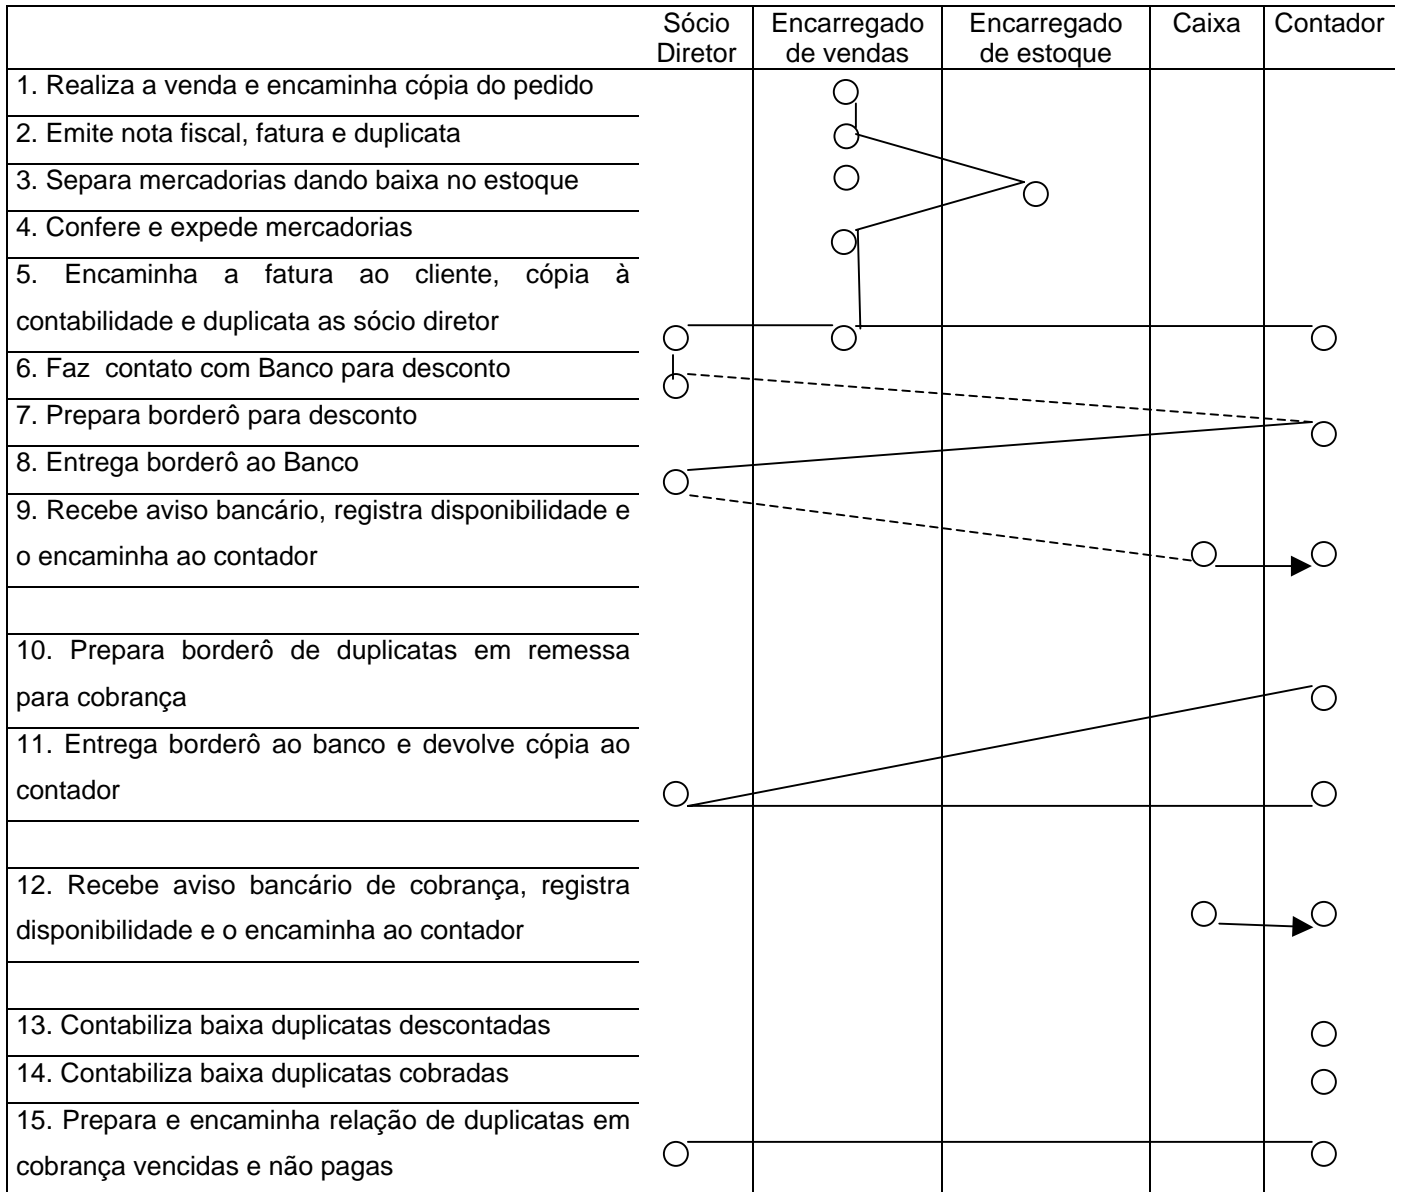 Sócio Diretor
Encarregado de vendas
Encarregado de estoque
Caixa
Contador
1. Realiza a venda e encaminha cópia do pedido
2. Emite nota fiscal, fatura e duplicata
3. Separa mercadorias dando baixa no estoque
4. Confere e expede mercadorias
5. Encaminha a fatura ao cliente, cópia à
contabilidade e duplicata as sócio diretor
6. Faz contato com Banco para desconto
7. Prepara borderô para desconto
8. Entrega borderô ao Banco
9. Recebe aviso bancário, registra disponibilidade e
o encaminha ao contador
10. Prepara borderô de duplicatas em remessa
para cobrança
11. Entrega borderô ao banco e devolve cópia ao
contador
12. Recebe aviso bancário de cobrança, registra
disponibilidade e o encaminha ao contador
13. Contabiliza baixa duplicatas descontadas
14. Contabiliza baixa duplicatas cobradas
15. Prepara e encaminha relação de duplicatas em
cobrança vencidas e não pagas